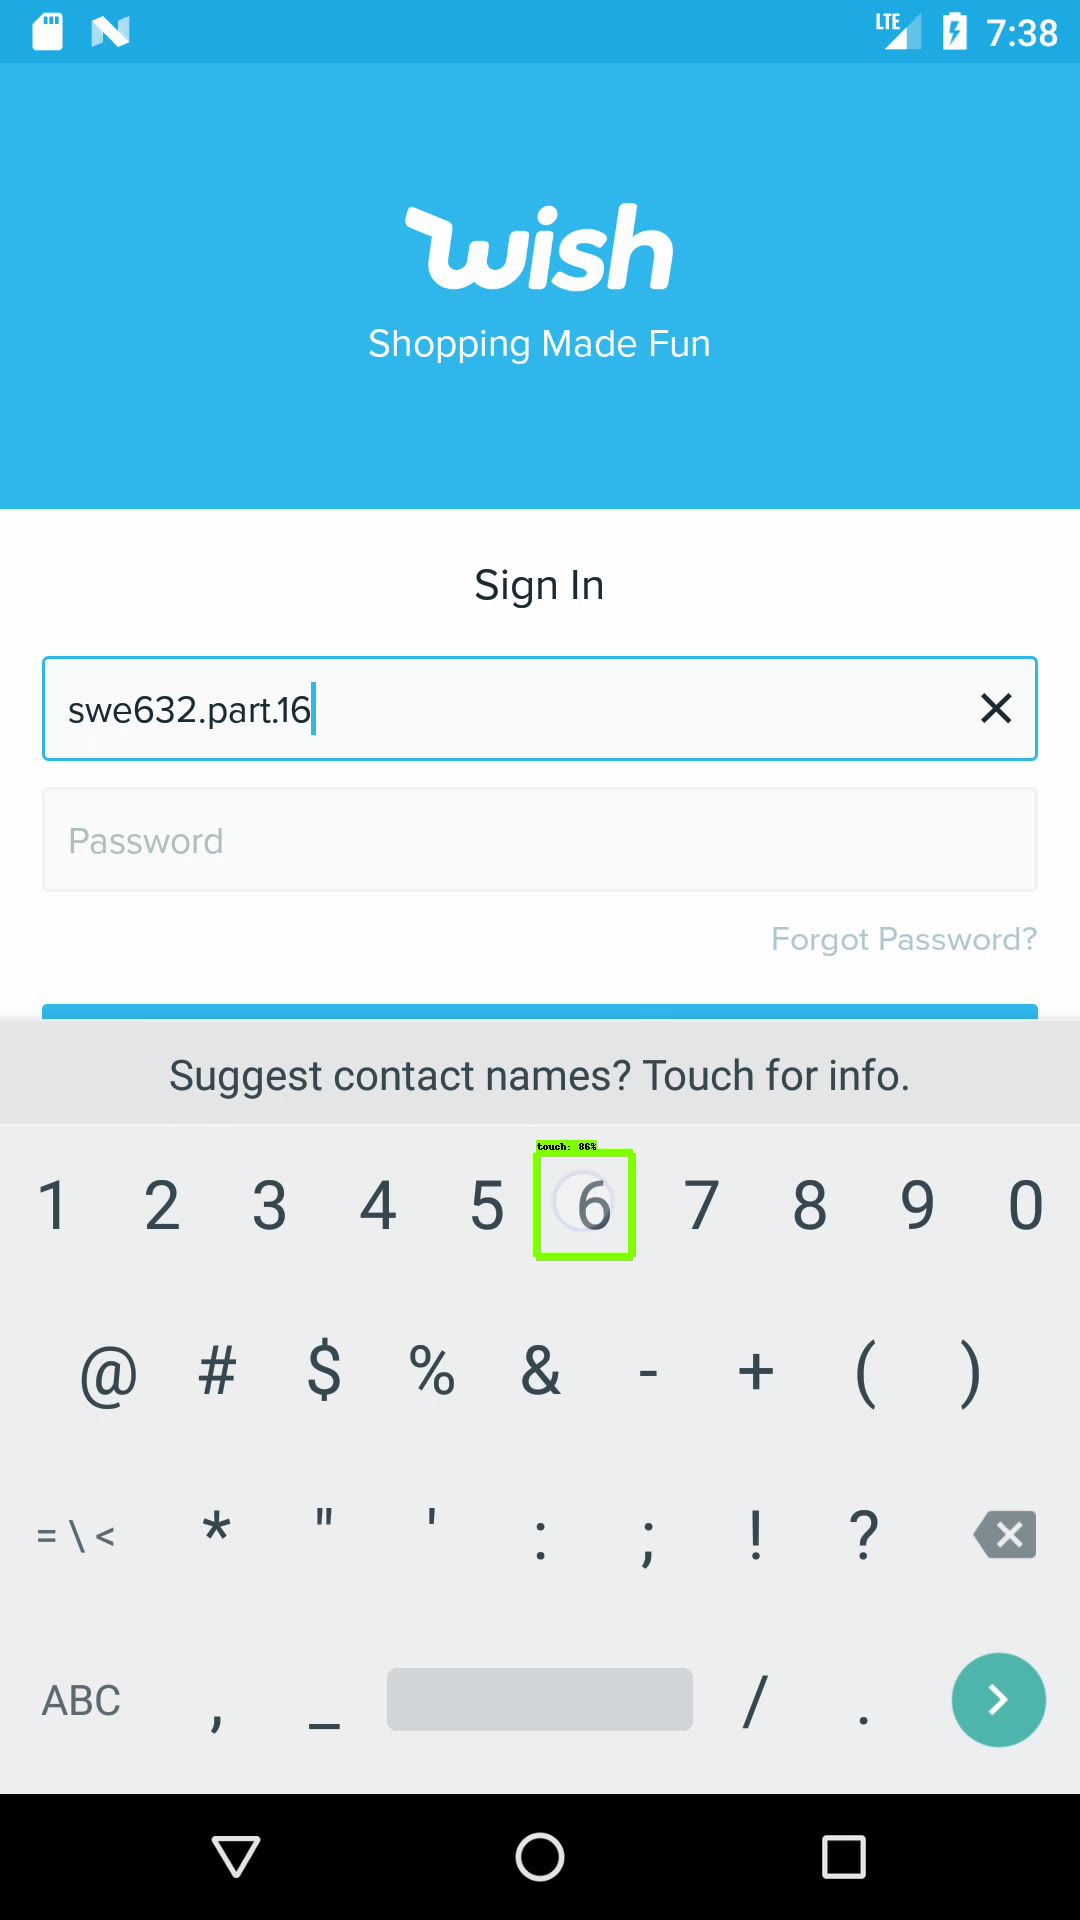 LTE 7:38
wish
Shopping Made Fun
Sign In
swe632.part.16
Password
Forgot Password?
Suggest contact names? Touch for info.
touch: 86%
1 2 3 4 5 6 7 8 9 0
@ # $ % & - + ( )
= \ < * " ' : ; ! ?
ABC , _ / .